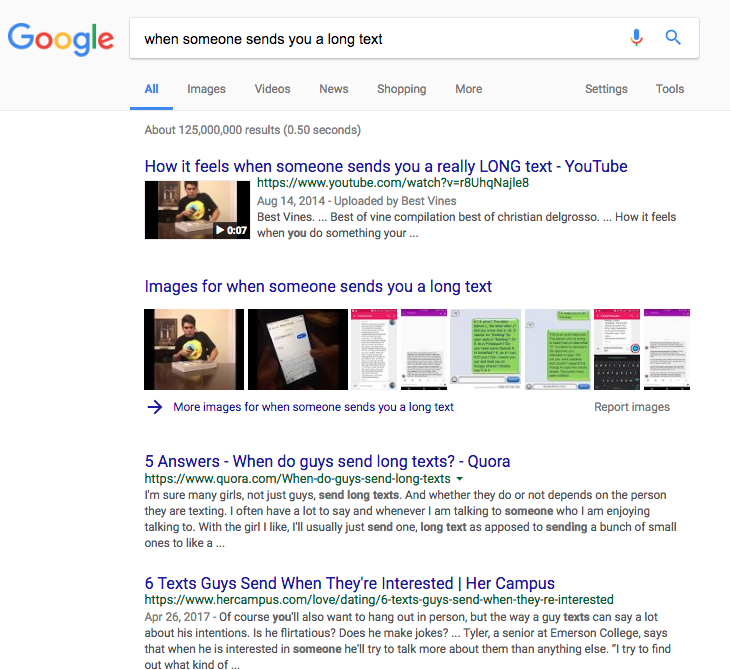 Google
when someone sends you a long text
All Images Videos News Shopping More Settings Tools
About 125,000,000 results (0.50 seconds)
How it feels when someone sends you a really LONG text - YouTube
https://www.youtube.com/watch?v=r8UhqNajle8
Aug 14, 2014 - Uploaded by Best Vines
Best Vines. ... Best of vine compilation best of christian delgrosso. ... How it feels
when you do something your ...
0:07
Images for when someone sends you a long text
More images for when someone sends you a long text
Report images
5 Answers - When do guys send long texts? - Quora
https://www.quora.com/When-do-guys-send-long-texts
I'm sure many girls, not just guys, send long texts. And whether they do or not depends on the person
they are texting. I often have a lot to say and whenever I am talking to someone who I am enjoying
talking to. With the girl I like, I'll usually just send one, long text as apposed to sending a bunch of small
ones to like a ...
6 Texts Guys Send When They're Interested | Her Campus
https://www.hercampus.com/love/dating/6-texts-guys-send-when-they-re-interested
Apr 26, 2017 - Of course you'll also want to hang out in person, but the way a guy texts can say a lot
about his intentions. Is he flirtatious? Does he make jokes? ... Tyler, a senior at Emerson College, says
that when he is interested in someone he'll try to talk more about them than anything else. "I try to find
out what kind of ...